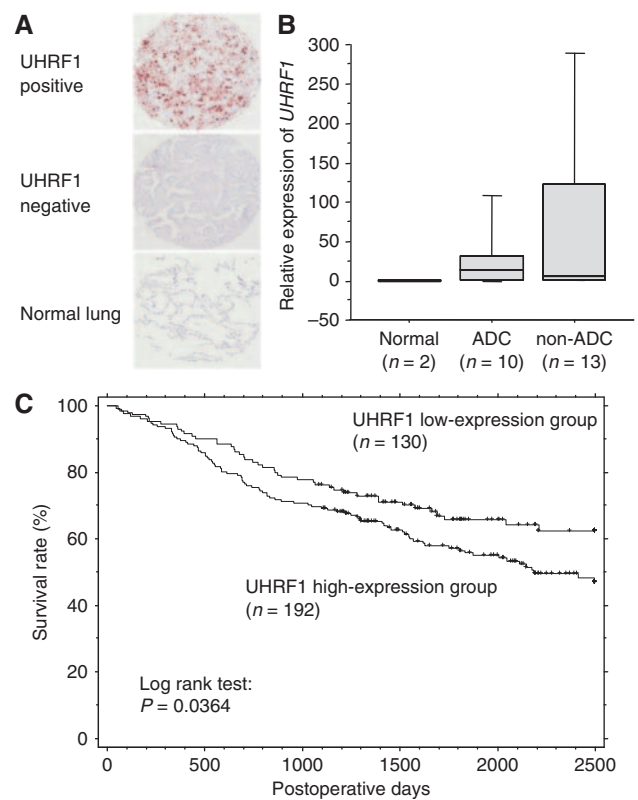 A
UHRF1
positive
UHRF1
negative
Normal lung
B
Relative expression of UHRF1
300
250
200
150
100
50
0
–50
Normal
(n = 2)
ADC
(n = 10)
non-ADC
(n = 13)
C
Survival rate (%)
100
80
60
40
20
0
UHRF1 low-expression group
(n = 130)
UHRF1 high-expression group
(n = 192)
Log rank test:
P = 0.0364
0 500 1000 1500 2000 2500
Postoperative days